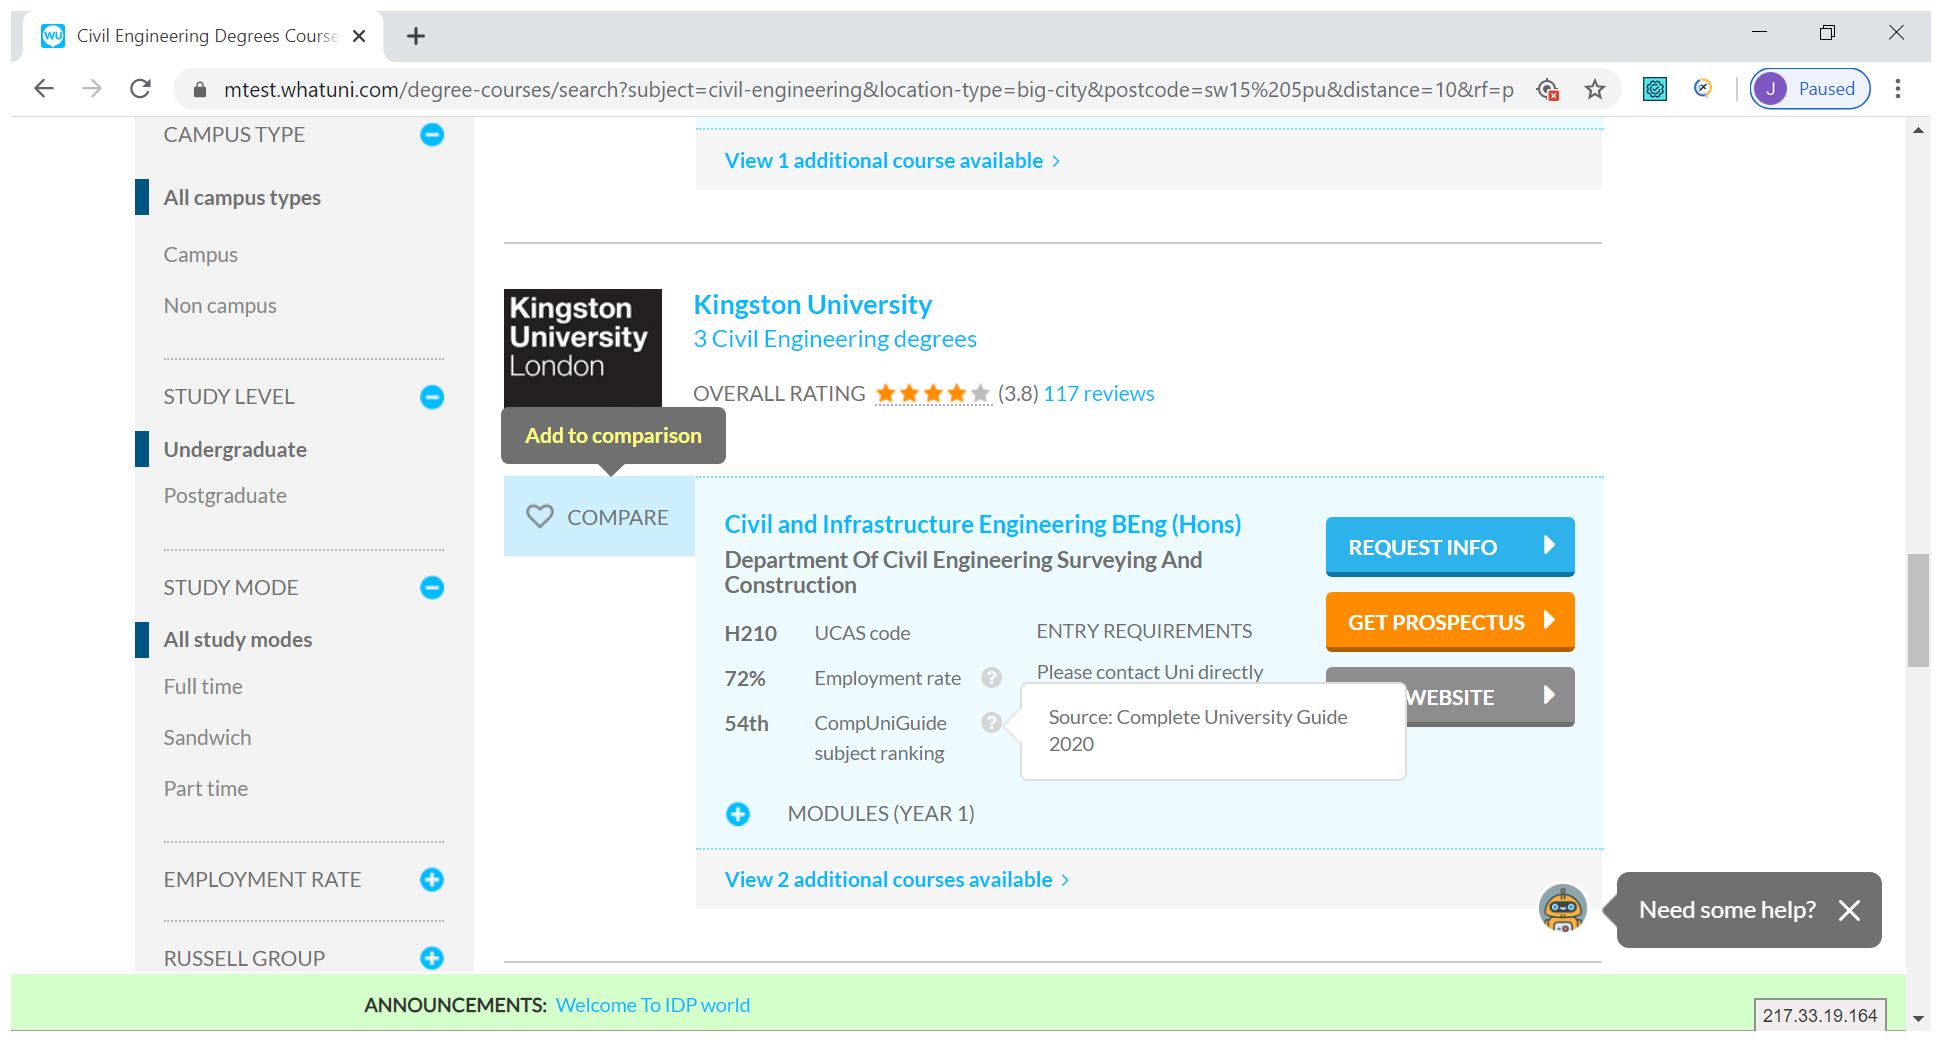 WU
Civil Engineering Degrees Course
mtest.whatuni.com/degree-courses/search?subject=civil-engineering&location-type=big-city&postcode=sw15%205pu&distance=10&rf=p
J Paused
CAMPUS TYPE
All campus types
Campus
Non campus
STUDY LEVEL
Undergraduate
Postgraduate
STUDY MODE
All study modes
Full time
Sandwich
Part time
EMPLOYMENT RATE
RUSSELL GROUP
View 1 additional course available >
Kingston
University
London
Kingston University
3 Civil Engineering degrees
OVERALL RATING (3.8) 117 reviews
Add to comparison
COMPARE
Civil and Infrastructure Engineering BEng (Hons)
Department Of Civil Engineering Surveying And
Construction
H210 UCAS code
72% Employment rate ?
54th CompUniGuide ?
subject ranking
ENTRY REQUIREMENTS
Please contact Uni directly
Source: Complete University Guide
2020
REQUEST INFO
GET PROSPECTUS
WEBSITE
MODULES (YEAR 1)
View 2 additional courses available >
Need some help?
ANNOUNCEMENTS: Welcome To IDP world
217.33.19.164